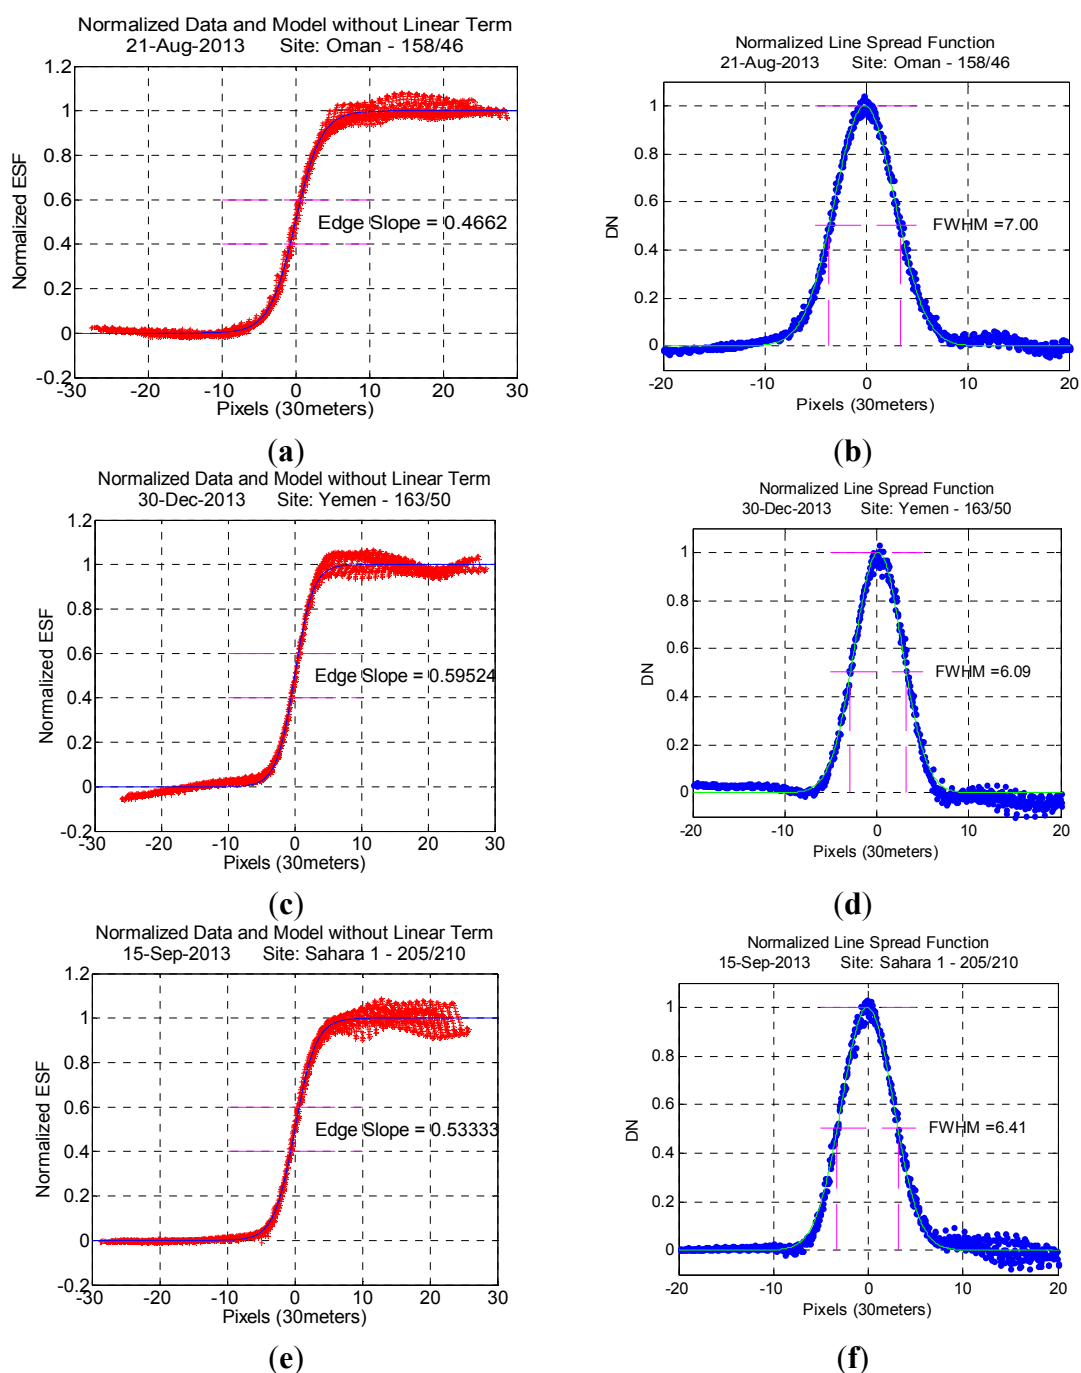 Normalized Data and Model without Linear Term
21-Aug-2013 Site: Oman - 158/46
1.2
1
0.8
0.6
0.4
0.2
0
-0.2
Normalized ESF
Edge Slope = 0.4662
-30 -20 -10 0 10 20 30
Pixels (30meters)
(a)
Normalized Line Spread Function
21-Aug-2013 Site: Oman - 158/46
1
0.8
0.6
0.4
0.2
0
DN
FWHM =7.00
-20 -10 0 10 20
Pixels (30meters)
(b)
Normalized Data and Model without Linear Term
30-Dec-2013 Site: Yemen - 163/50
1.2
1
0.8
0.6
0.4
0.2
0
-0.2
Normalized ESF
Edge Slope = 0.59524
-30 -20 -10 0 10 20 30
Pixels (30meters)
(c)
Normalized Line Spread Function
30-Dec-2013 Site: Yemen - 163/50
1
0.8
0.6
0.4
0.2
0
DN
FWHM =6.09
-20 -10 0 10 20
Pixels (30meters)
(d)
Normalized Data and Model without Linear Term
15-Sep-2013 Site: Sahara 1 - 205/210
1.2
1
0.8
0.6
0.4
0.2
0
-0.2
Normalized ESF
Edge Slope = 0.53333
-30 -20 -10 0 10 20 30
Pixels (30meters)
(e)
Normalized Line Spread Function
15-Sep-2013 Site: Sahara 1 - 205/210
1
0.8
0.6
0.4
0.2
0
DN
FWHM =6.41
-20 -10 0 10 20
Pixels (30meters)
(f)